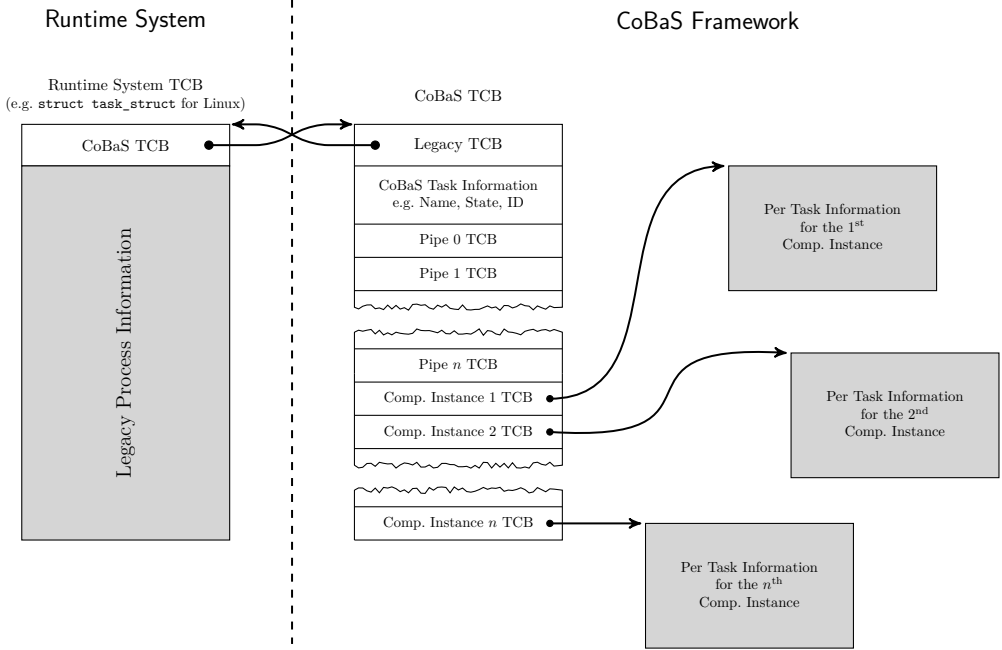 Runtime System
CoBaS Framework
Runtime System TCB
(e.g. struct task_struct for Linux)
CoBaS TCB
Legacy Process Information
CoBaS TCB
Legacy TCB
CoBaS Task Information
e.g. Name, State, ID
Pipe 0 TCB
Pipe 1 TCB
Pipe n TCB
Comp. Instance 1 TCB
Comp. Instance 2 TCB
Comp. Instance n TCB
Per Task Information
for the 1st
Comp. Instance
Per Task Information
for the 2nd
Comp. Instance
Per Task Information
for the nth
Comp. Instance